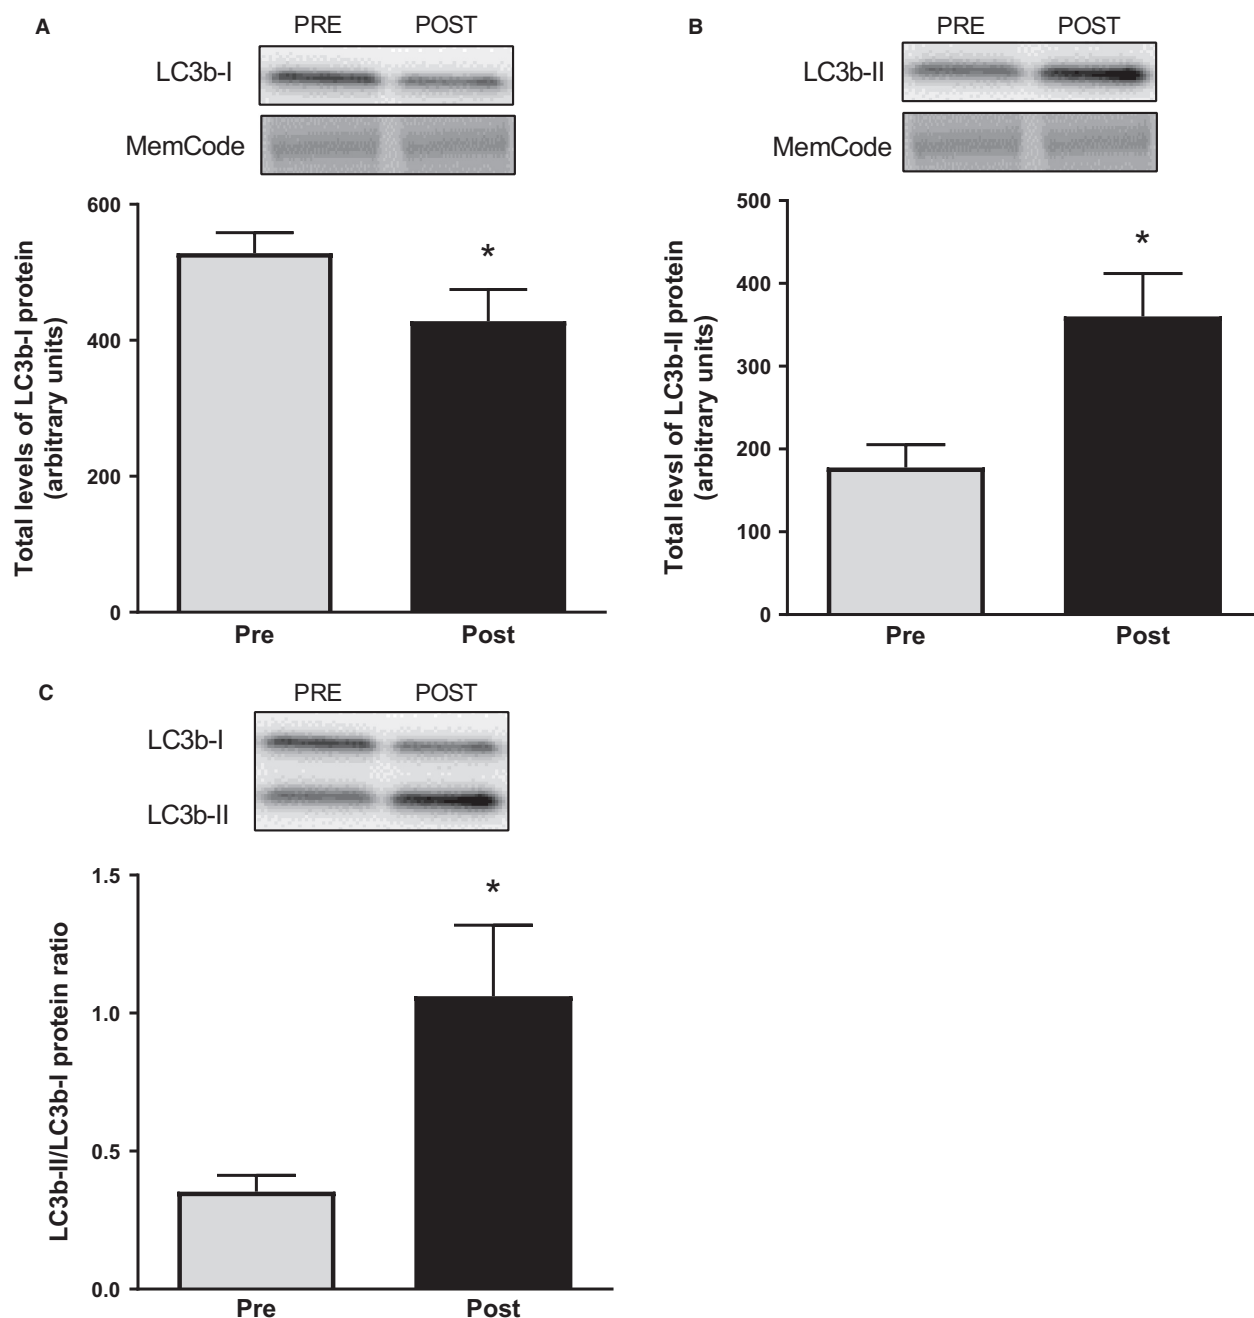 A
PRE POST
LC3b-I
MemCode
Total levels of LC3b-I protein
(arbitrary units)
600
400
200
0
*
Pre Post
B
PRE POST
LC3b-II
MemCode
Total levsl of LC3b-II protein
(arbitrary units)
500
400
300
200
100
0
*
Pre Post
C
PRE POST
LC3b-I
LC3b-II
LC3b-II/LC3b-I protein ratio
1.5
1.0
0.5
0.0
*
Pre Post